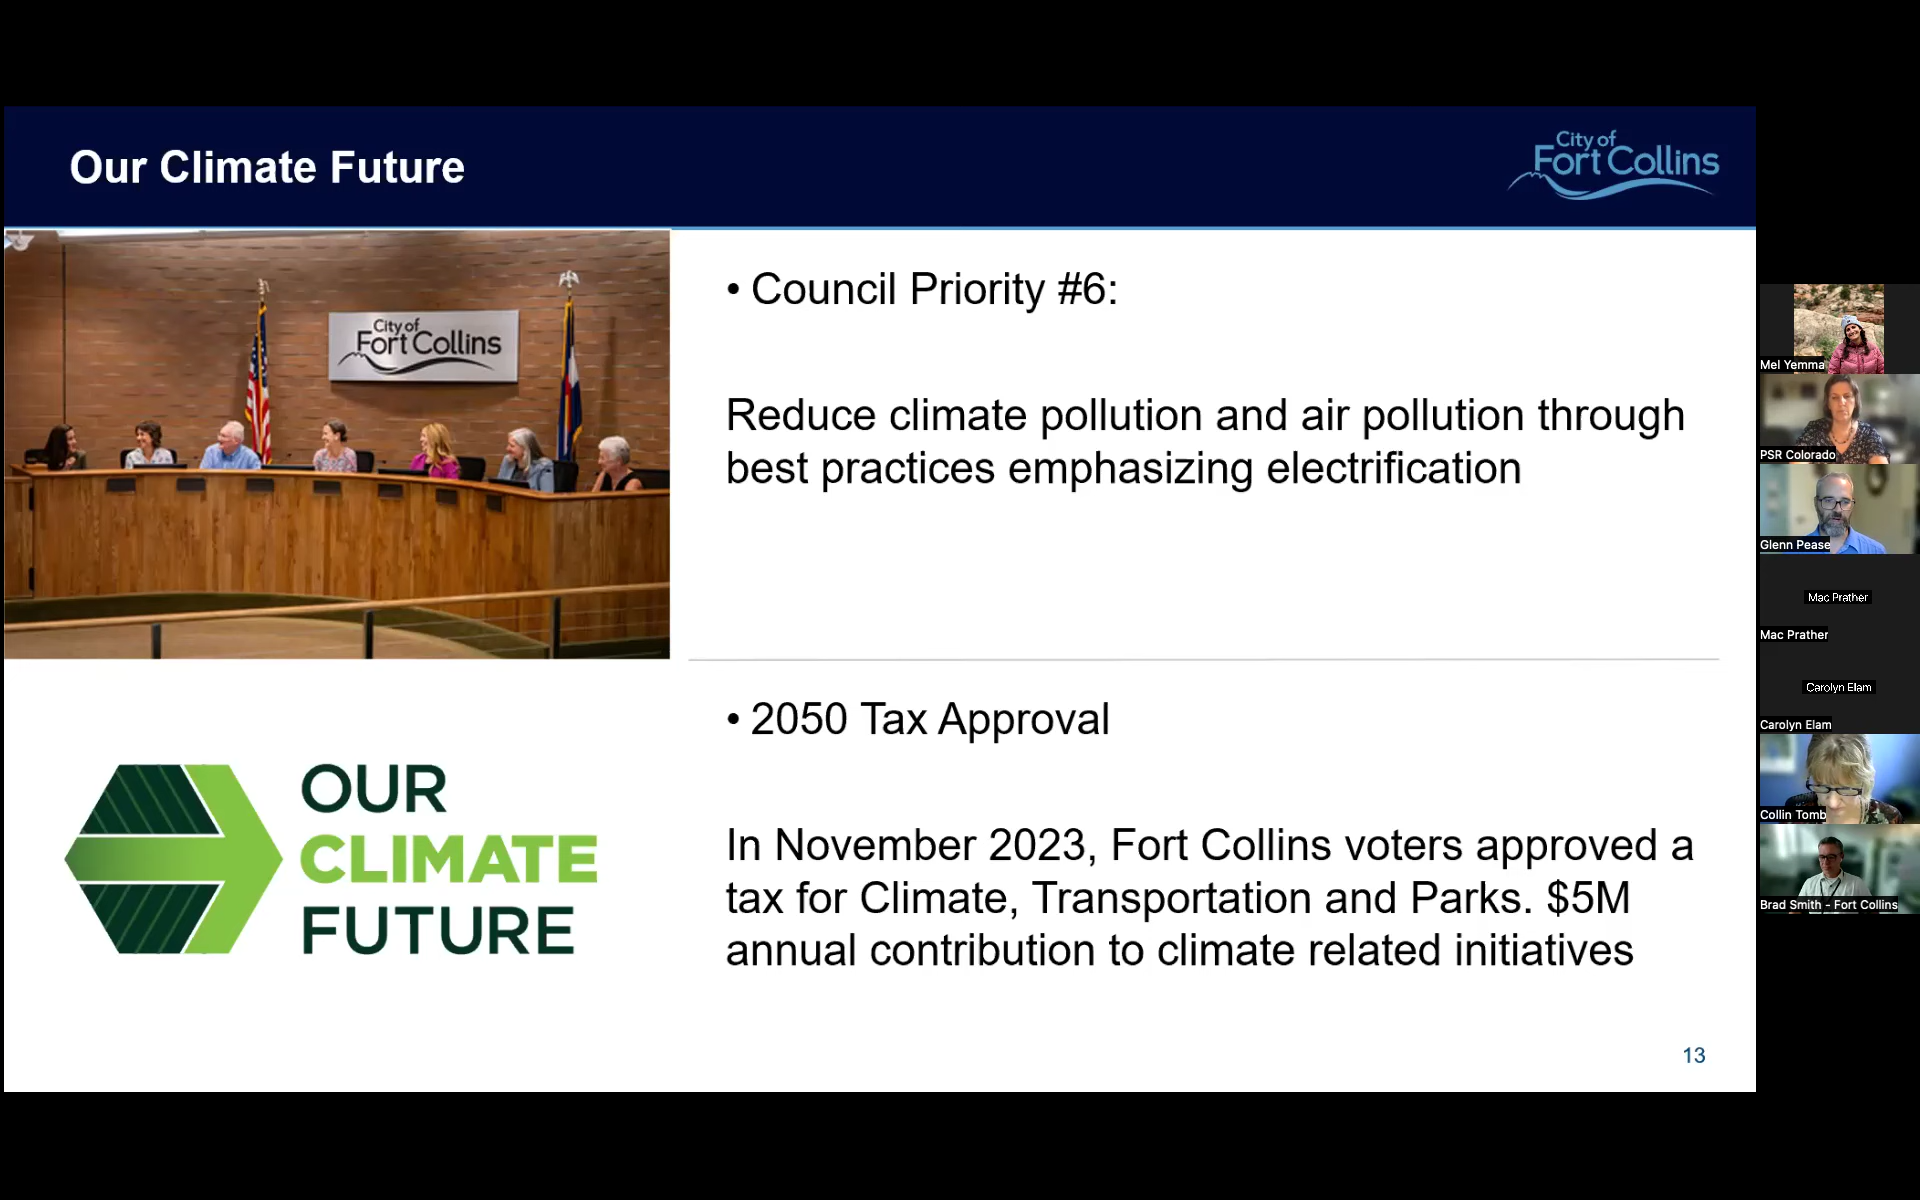 Our Climate Future
City of
Fort Collins
City of
Fort Collins
• Council Priority #6:
Reduce climate pollution and air pollution through
best practices emphasizing electrification
• 2050 Tax Approval
In November 2023, Fort Collins voters approved a
tax for Climate, Transportation and Parks. $5M
annual contribution to climate related initiatives
OUR
CLIMATE
FUTURE
13
Mel Yemma
PSR Colorado
Glenn Pease
Mac Prather
Mac Prather
Carolyn Elam
Carolyn Elam
Collin Tomb
Brad Smith - Fort Collins